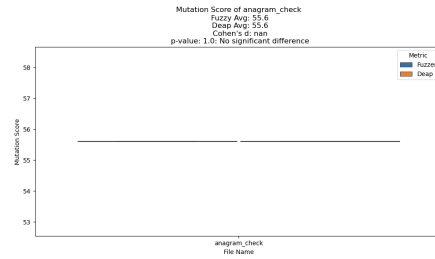 Mutation Score of anagram_check
Fuzzy Avg: 55.6
Deap Avg: 55.6
Cohen's d: nan
p-value: 1.0: No significant difference
Metric
Fuzzer
Deap
58
57
56
55
54
53
Mutation Score
anagram_check
File Name